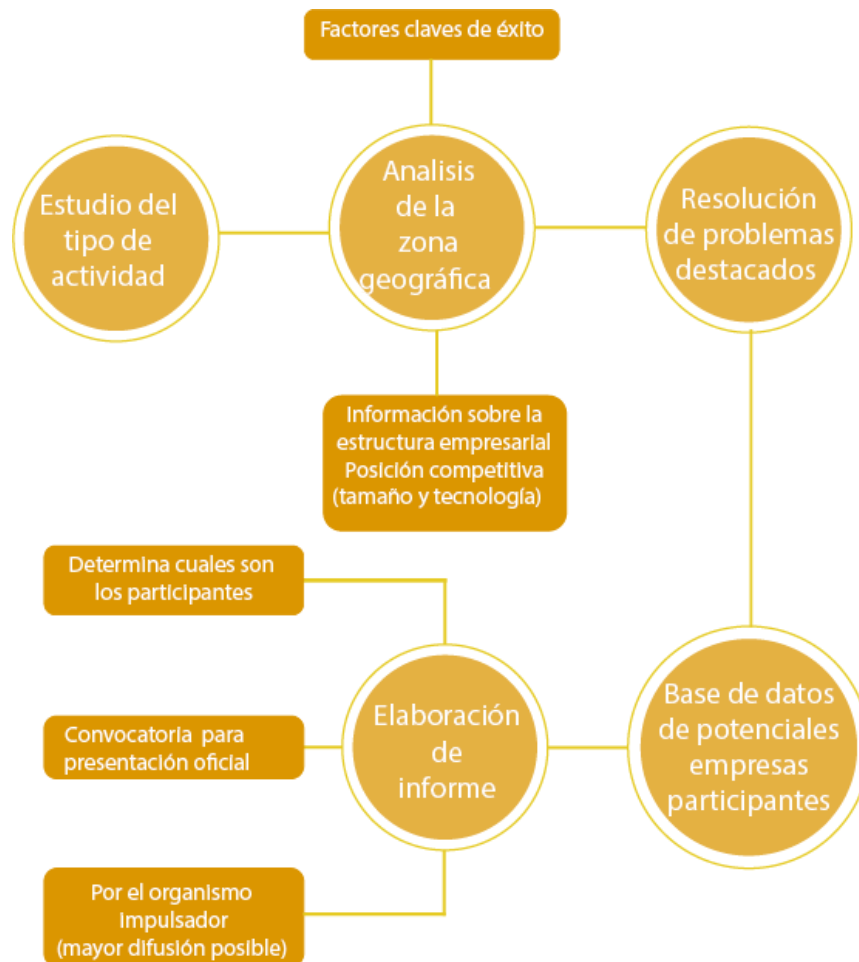 Factores claves de éxito
Estudio del
tipo de
actividad
Analisis
de la
zona
geográfica
Resolución
de problemas
destacados
Información sobre la
estructura empresarial
Posición competitiva
(tamaño y tecnología)
Determina cuales son
los participantes
Convocatoria para
presentación oficial
Por el organismo
impulsador
(mayor difusión posible)
Elaboración
de
informe
Base de datos
de potenciales
empresas
participantes